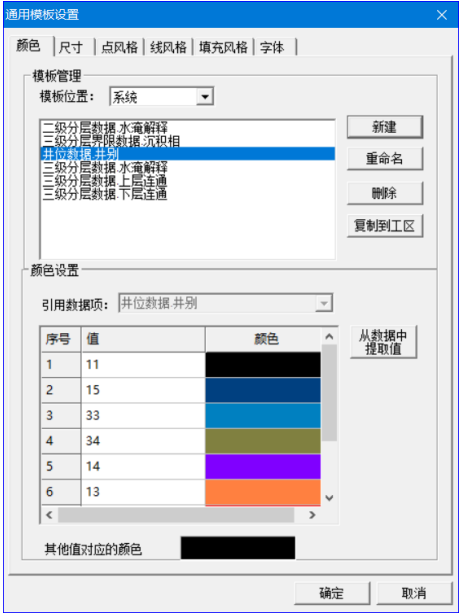 通用模板设置
颜色 尺寸 点风格 线风格 填充风格 字体
模板管理
模板位置： 系统
二级分层数据.水淹解释
三级分层界限数据.沉积相
井位数据.井别
三级分层数据.水淹解释
三级分层数据.上层连通
三级分层数据.下层连通
新建
重命名
删除
复制到工区
颜色设置
引用数据项： 井位数据.井别
序号 值 颜色
1 11
2 15
3 33
4 34
5 14
6 13
从数据中
提取值
其他值对应的颜色
确定 取消